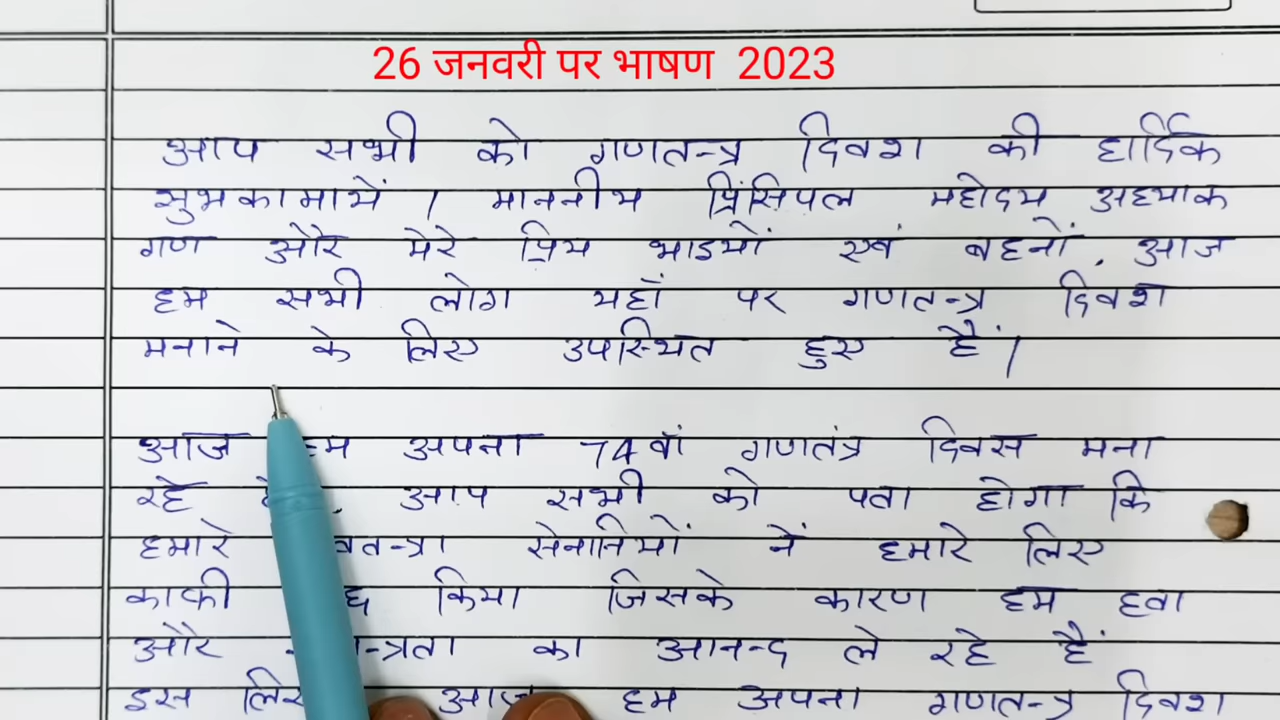 26 जनवरी पर भाषण 2023
आप सभी को गणतन्त्र दिवश की हार्दिक
सुभकामायें । माननीय प्रिंसिपल महोदय अध्याक
गण और मेरे प्रिय भाइयों एवं बहनों . आज
हम सभी लोग यहाँ पर गणतन्त्र दिवश
मनाने के लिए उपस्थित हुए हैं ।
आज हम अपना 74वां गणतंत्र दिवस मना
रहे आप सभी को पता होगा कि
हमारे सेनानियों नें हमारे लिए
काफी किया जिसके कारण हम हवा
और का आनन्द ले रहे हैं
इस आज हम अपना गणतन्त्र दिवश